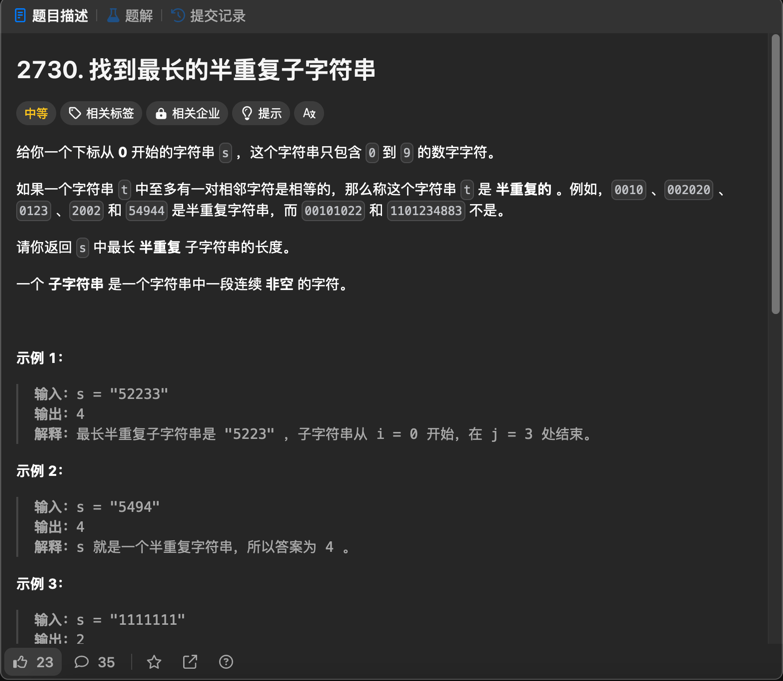 题目描述 题解 提交记录
2730. 找到最长的半重复子字符串
中等 相关标签 相关企业 提示 Ax
给你一个下标从 0 开始的字符串 s ，这个字符串只包含 0 到 9 的数字字符。
如果一个字符串 t 中至多有一对相邻字符是相等的，那么称这个字符串 t 是 半重复的 。例如， 0010 、 002020 、
0123 、 2002 和 54944 是半重复字符串，而 00101022 和 1101234883 不是。
请你返回 s 中最长 半重复 子字符串的长度。
一个 子字符串 是一个字符串中一段连续 非空 的字符。
示例 1：
输入：s = "52233"
输出：4
解释：最长半重复子字符串是 "5223" ，子字符串从 i = 0 开始，在 j = 3 处结束。
示例 2：
输入：s = "5494"
输出：4
解释：s 就是一个半重复字符串，所以答案为 4 。
示例 3：
输入：s = "1111111"
输出：2
23 35